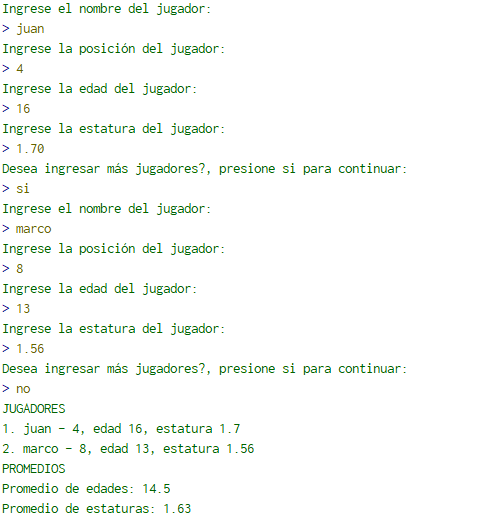 Ingrese el nombre del jugador:
> juan
Ingrese la posición del jugador:
> 4
Ingrese la edad del jugador:
> 16
Ingrese la estatura del jugador:
> 1.70
Desea ingresar más jugadores?, presione si para continuar:
> si
Ingrese el nombre del jugador:
> marco
Ingrese la posición del jugador:
> 8
Ingrese la edad del jugador:
> 13
Ingrese la estatura del jugador:
> 1.56
Desea ingresar más jugadores?, presione si para continuar:
> no
JUGADORES
1. juan - 4, edad 16, estatura 1.7
2. marco - 8, edad 13, estatura 1.56
PROMEDIOS
Promedio de edades: 14.5
Promedio de estaturas: 1.63